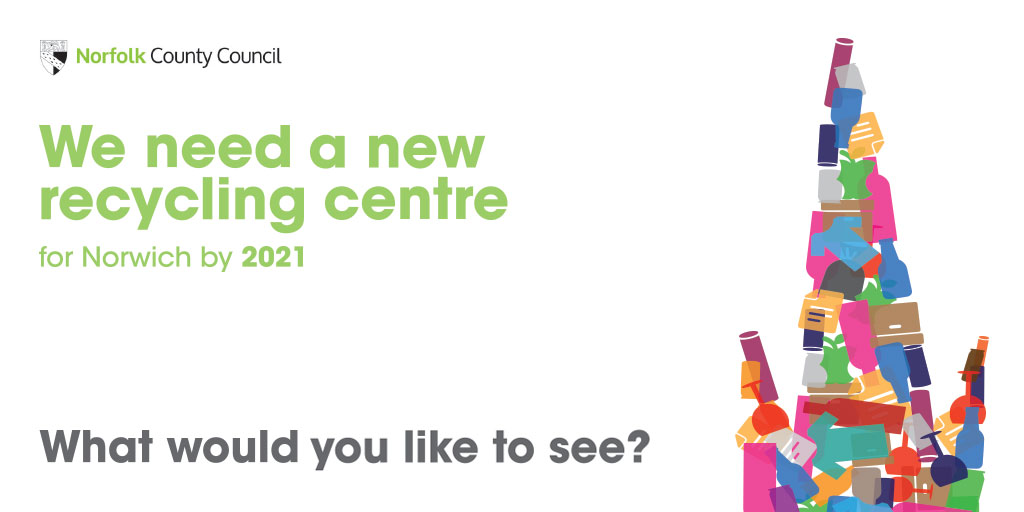 Norfolk County Council
We need a new
recycling centre
for Norwich by 2021
What would you like to see?